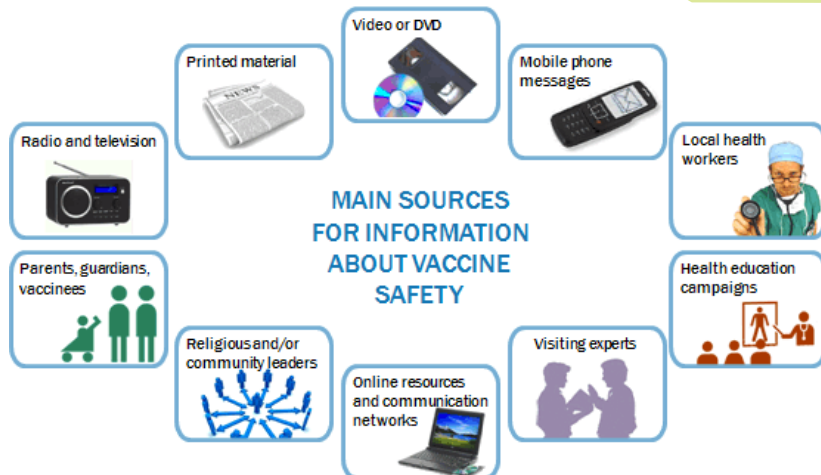 Video or DVD
Printed material
NEWS
Mobile phone
messages
Radio and television
Local health
workers
MAIN SOURCES
FOR INFORMATION
ABOUT VACCINE
SAFETY
Parents, guardians,
vaccinees
Health education
campaigns
Religious and/or
community leaders
Visiting experts
Online resources
and communication
networks